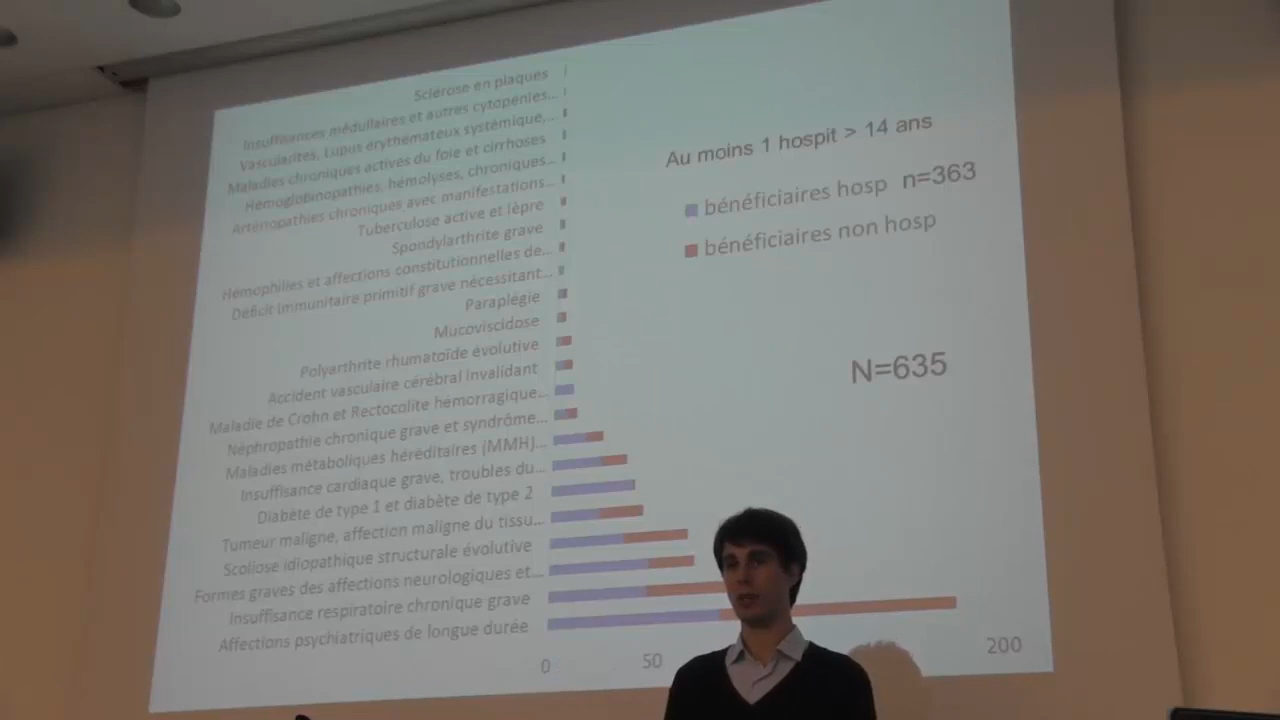 Sclérose en plaques
Insuffisances médullaires et autres cytopénies...
Vascularites, Lupus érythémateux systémique,...
Maladies chroniques actives du foie et cirrhoses
Hémoglobinopathies, hémolyses, chroniques...
Artériopathies chroniques avec manifestations...
Tuberculose active et lèpre
Spondylarthrite grave
Hémophilies et affections constitutionnelles de...
Déficit immunitaire primitif grave nécessitant...
Paraplégie
Mucoviscidose
Polyarthrite rhumatoïde évolutive
Accident vasculaire cérébral invalidant
Maladie de Crohn et Rectocolite hémorragique...
Néphropathie chronique grave et syndrôme...
Maladies métaboliques héréditaires (MMH)...
Insuffisance cardiaque grave, troubles du...
Diabète de type 1 et diabète de type 2
Tumeur maligne, affection maligne du tissu...
Scoliose idiopathique structurale évolutive
Formes graves des affections neurologiques et...
Insuffisance respiratoire chronique grave
Affections psychiatriques de longue durée
0 50 200
Au moins 1 hospit > 14 ans
bénéficiaires hosp n=363
bénéficiaires non hosp
N=635